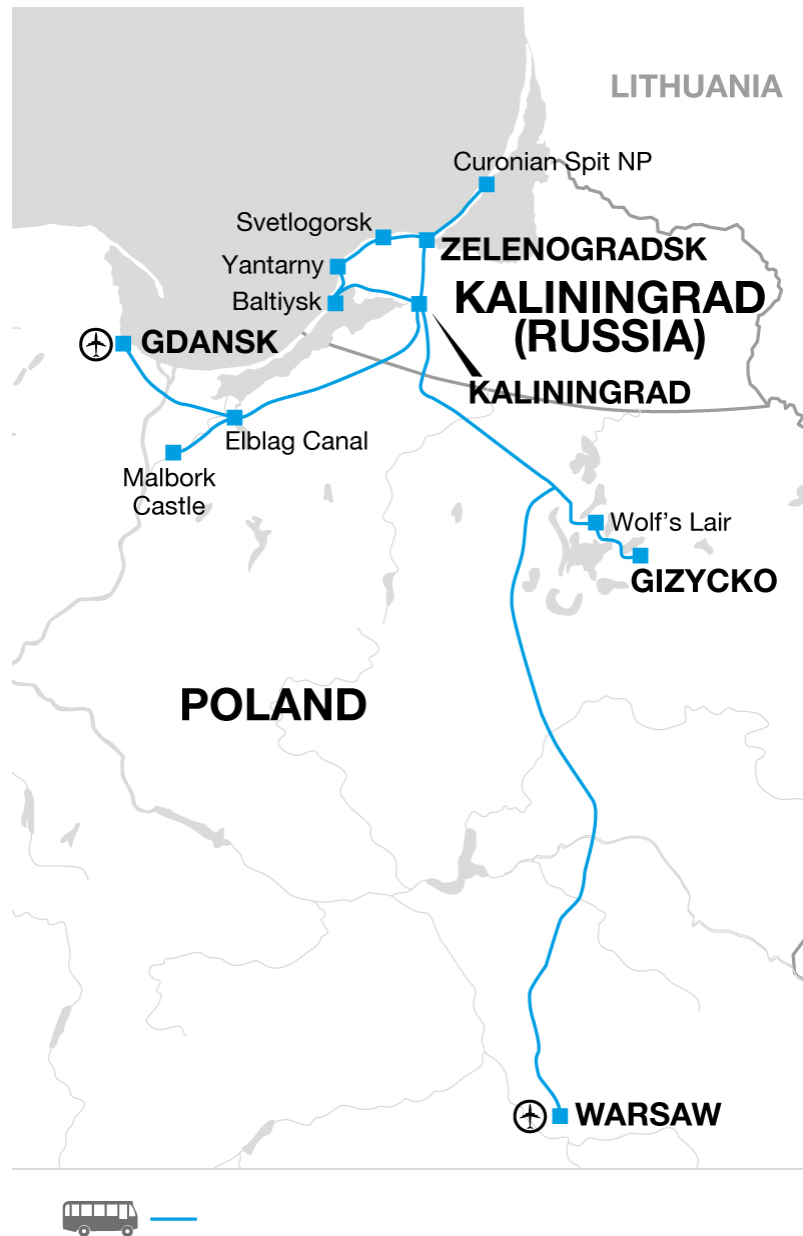 LITHUANIA
Curonian Spit NP
Svetlogorsk
ZELENOGRADSK
Yantarny
KALININGRAD
(RUSSIA)
Baltiysk
GDANSK
KALININGRAD
Elblag Canal
Malbork
Castle
Wolf's Lair
GIZYCKO
POLAND
WARSAW